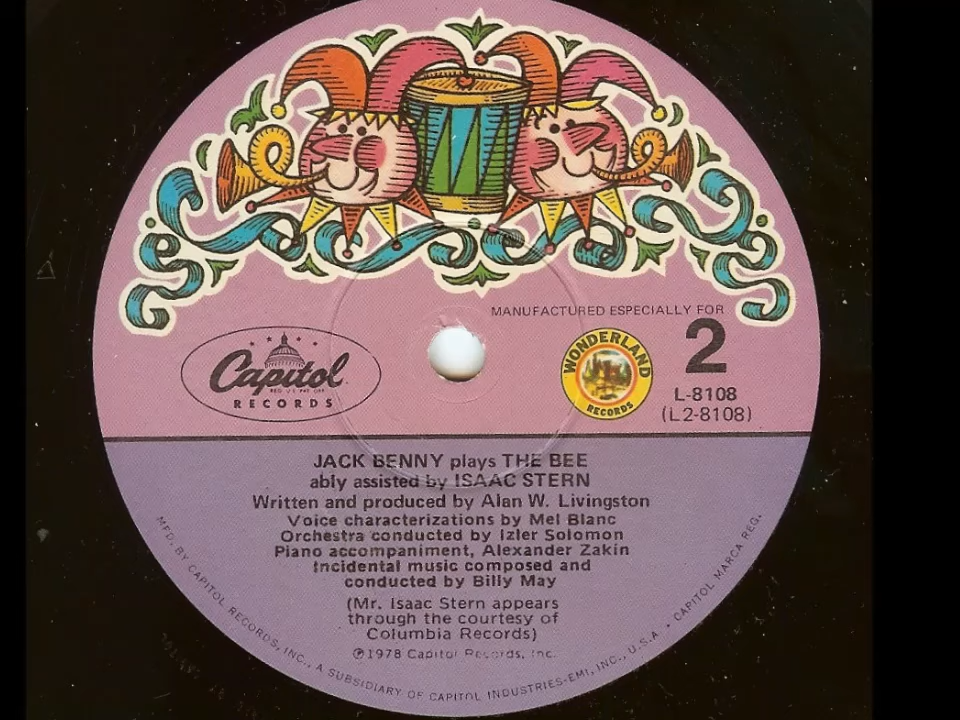 MANUFACTURED ESPECIALLY FOR
2
Capitol
REG. U.S. PAT. OFF.
RECORDS
WONDERLAND
RECORDS
L-8108
(L2-8108)
JACK BENNY plays THE BEE
ably assisted by ISAAC STERN
Written and produced by Alan W. Livingston
Voice characterizations by Mel Blanc
Orchestra conducted by Izler Solomon
Piano accompaniment, Alexander Zakin
Incidental music composed and
conducted by Billy May
(Mr. Isaac Stern appears
through the courtesy of
Columbia Records)
Ⓟ1978 Capitol Records, Inc.
MFD. BY CAPITOL RECORDS, INC., A SUBSIDIARY OF CAPITOL INDUSTRIES-EMI, INC., U.S.A. • CAPITOL MARCA REG.